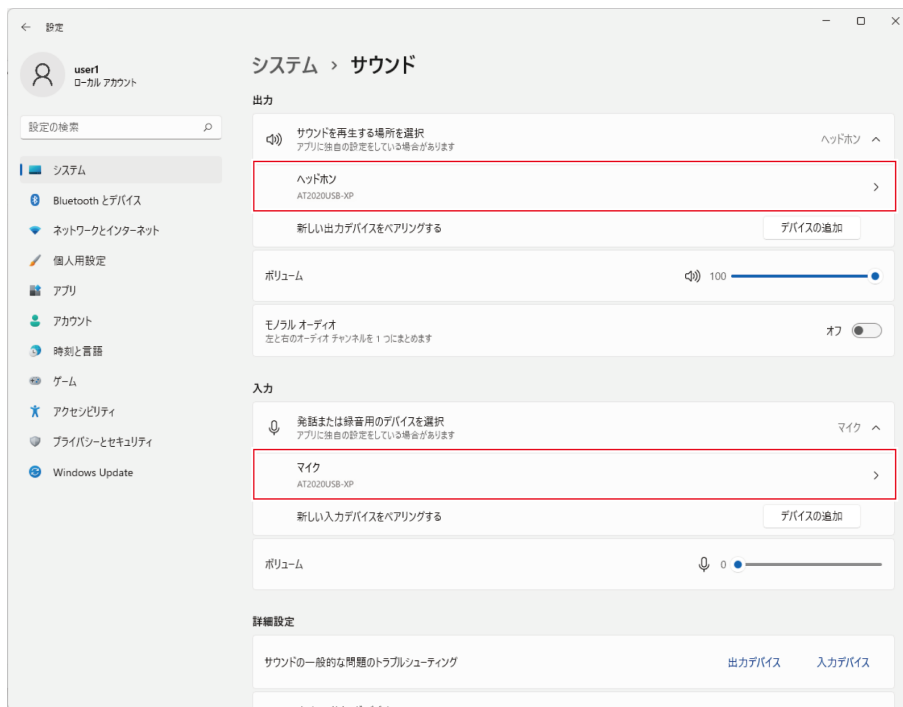 ← 設定
user1
ローカル アカウント
設定の検索
システム
Bluetooth とデバイス
ネットワークとインターネット
個人用設定
アプリ
アカウント
時刻と言語
ゲーム
アクセシビリティ
プライバシーとセキュリティ
Windows Update
システム › サウンド
出力
サウンドを再生する場所を選択
アプリに独自の設定をしている場合があります
ヘッドホン
ヘッドホン
AT2020USB-XP
新しい出力デバイスをペアリングする
デバイスの追加
ボリューム
100
モノラル オーディオ
左と右のオーディオ チャンネルを 1 つにまとめます
オフ
入力
発話または録音用のデバイスを選択
アプリに独自の設定をしている場合があります
マイク
マイク
AT2020USB-XP
新しい入力デバイスをペアリングする
デバイスの追加
ボリューム
0
詳細設定
サウンドの一般的な問題のトラブルシューティング
出力デバイス 入力デバイス